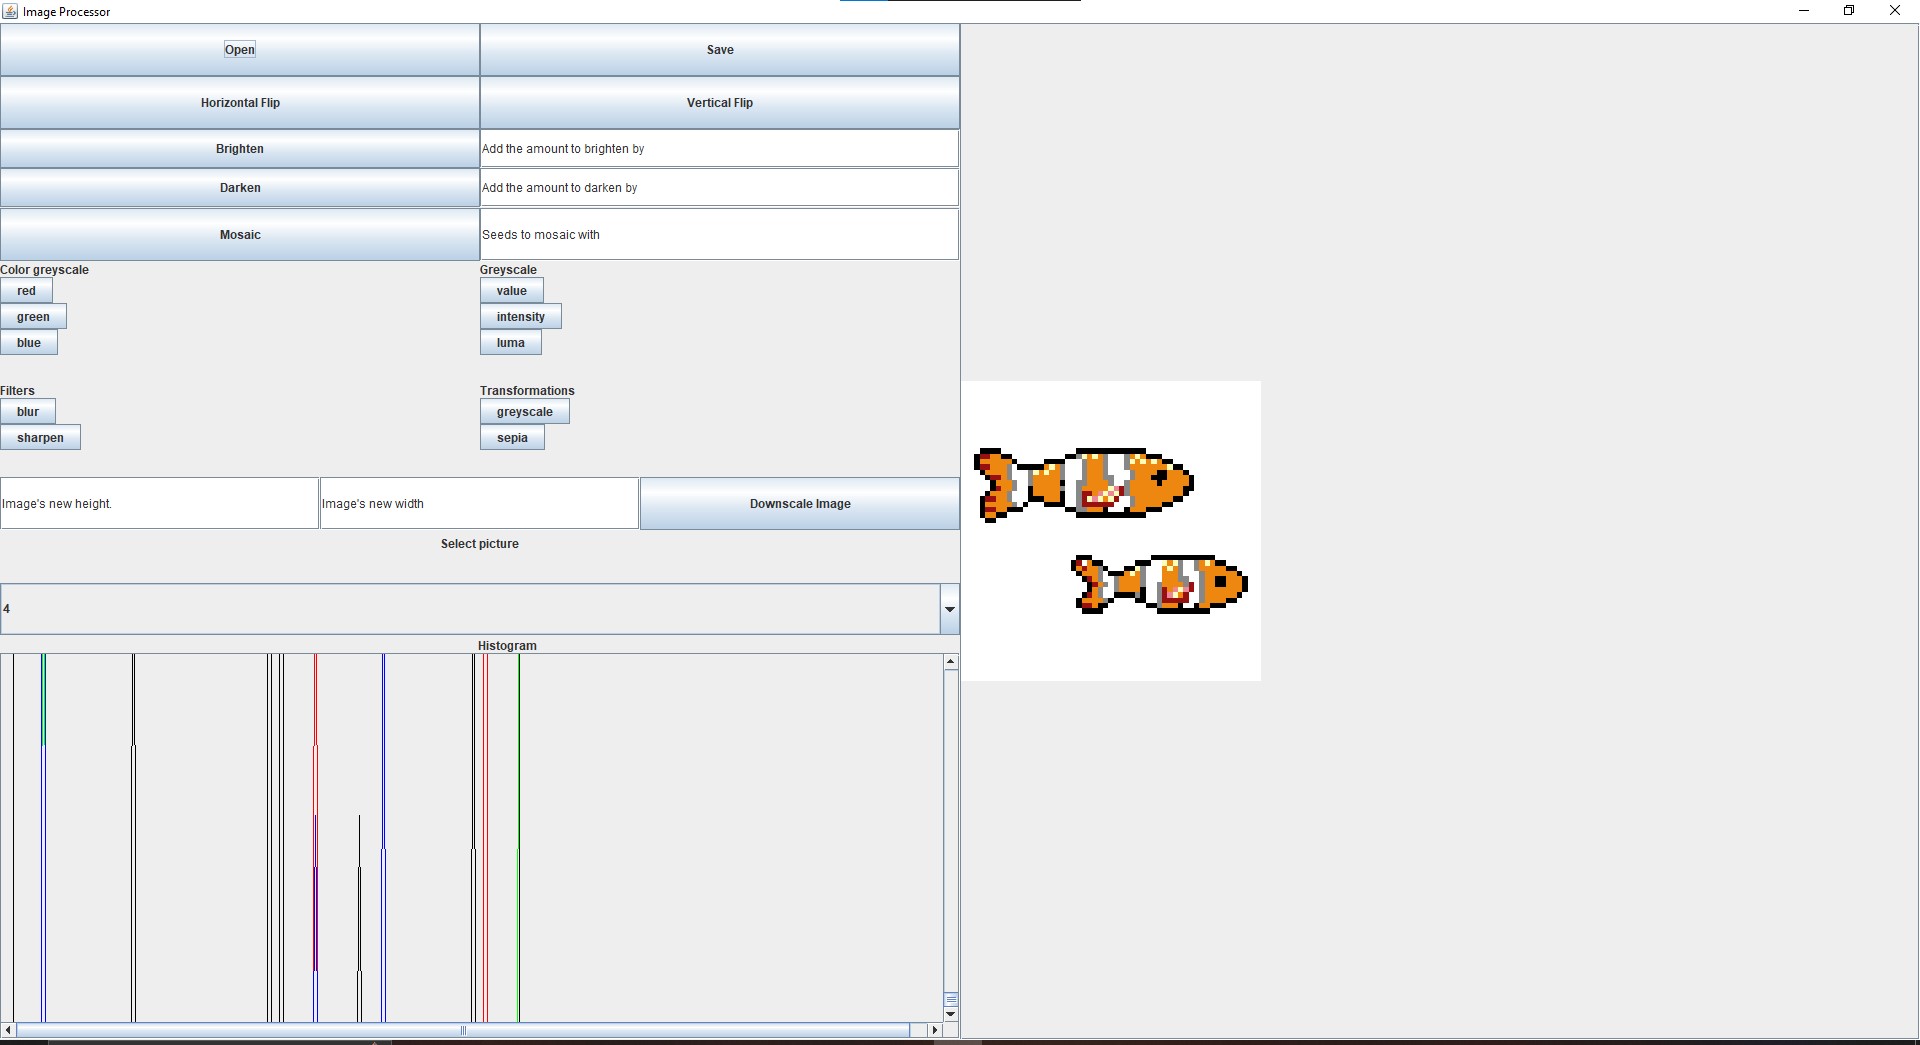 Image Processor
Open
Save
Horizontal Flip
Vertical Flip
Brighten
Add the amount to brighten by
Darken
Add the amount to darken by
Mosaic
Seeds to mosaic with
Color greyscale
Greyscale
red
value
green
intensity
blue
luma
Filters
Transformations
blur
greyscale
sharpen
sepia
Image's new height.
Image's new width
Downscale Image
Select picture
4
Histogram